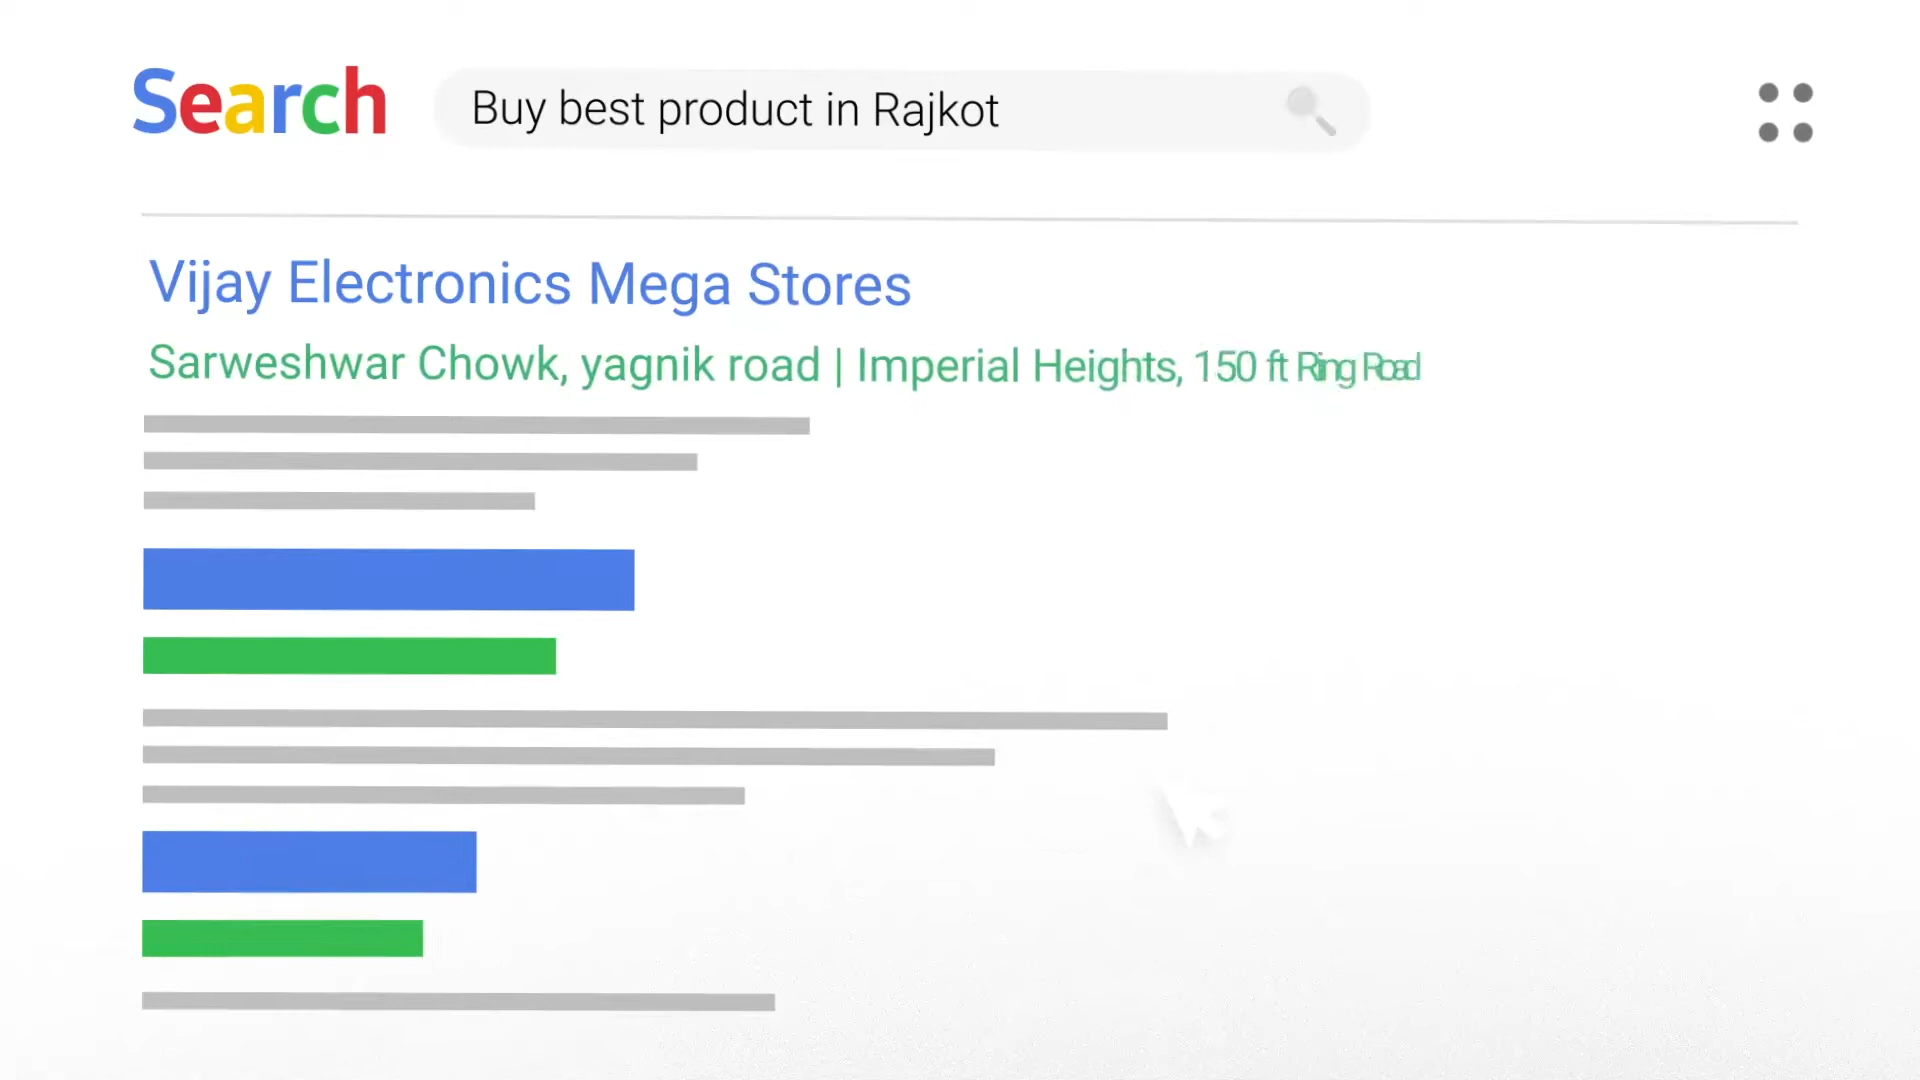 Search
Buy best product in Rajkot
Vijay Electronics Mega Stores
Sarweshwar Chowk, yagnik road | Imperial Heights, 150 ft Ring Road